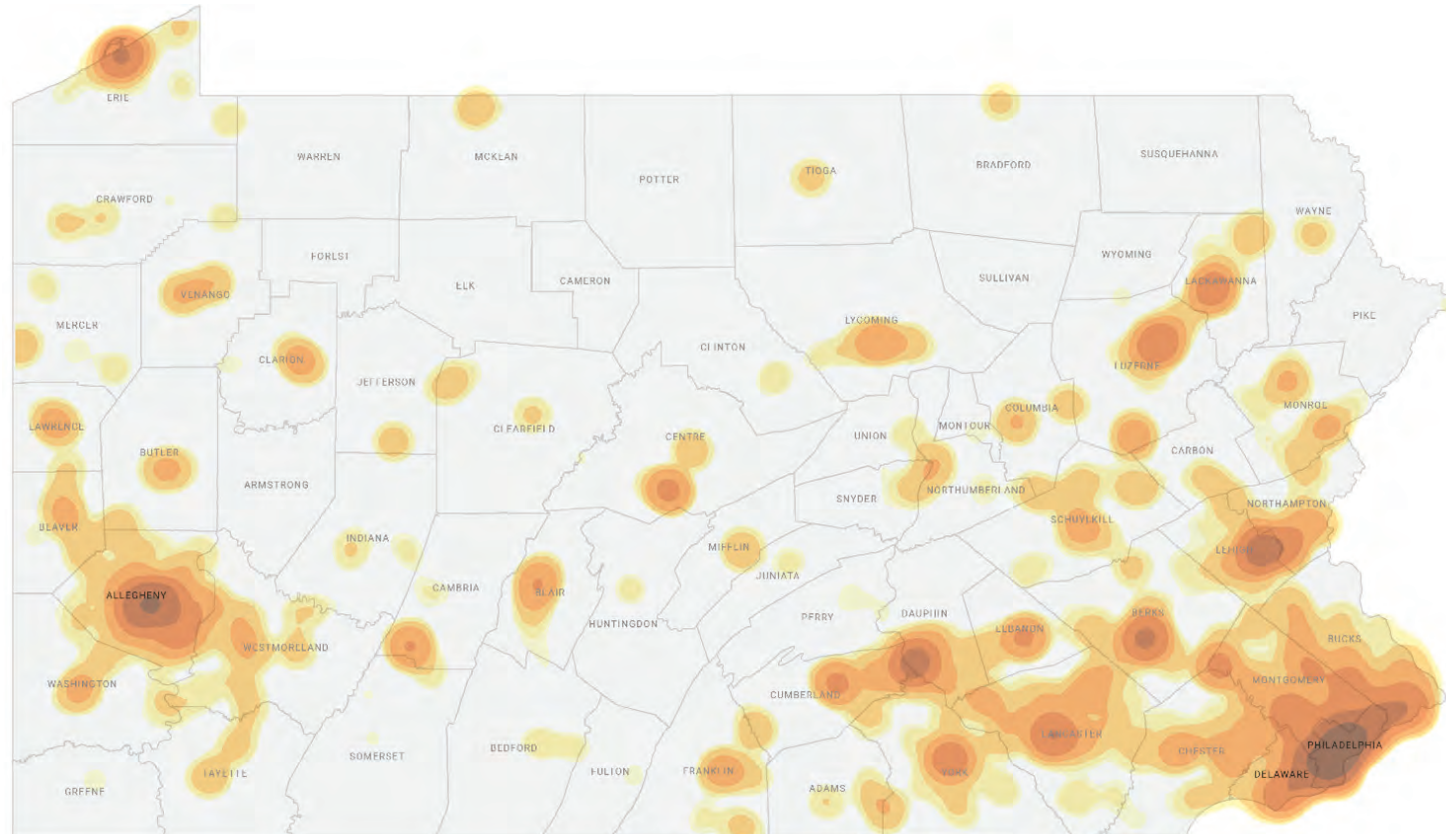 ERIE
WARREN
MCKEAN
POTTER
TIOGA
BRADFORD
SUSQUEHANNA
WAYNE
CRAWFORD
FOREST
ELK
CAMERON
SULLIVAN
WYOMING
LACKAWANNA
PIKE
MERCER
VENANGO
CLARION
JEFFERSON
CLINTON
LYCOMING
LUZERNE
MONROE
LAWRENCE
BUTLER
ARMSTRONG
CLEARFIELD
CENTRE
UNION
MONTOUR
COLUMBIA
CARBON
BEAVER
INDIANA
SNYDER
NORTHUMBERLAND
SCHUYLKILL
NORTHAMPTON
ALLEGHENY
CAMBRIA
BLAIR
MIFFLIN
JUNIATA
LEHIGH
WESTMORELAND
HUNTINGDON
PERRY
DAUPHIN
LEBANON
BERKS
BUCKS
WASHINGTON
CUMBERLAND
MONTGOMERY
SOMERSET
BEDFORD
FULTON
FRANKLIN
ADAMS
YORK
LANCASTER
CHESTER
PHILADELPHIA
GREENE
FAYETTE
DELAWARE